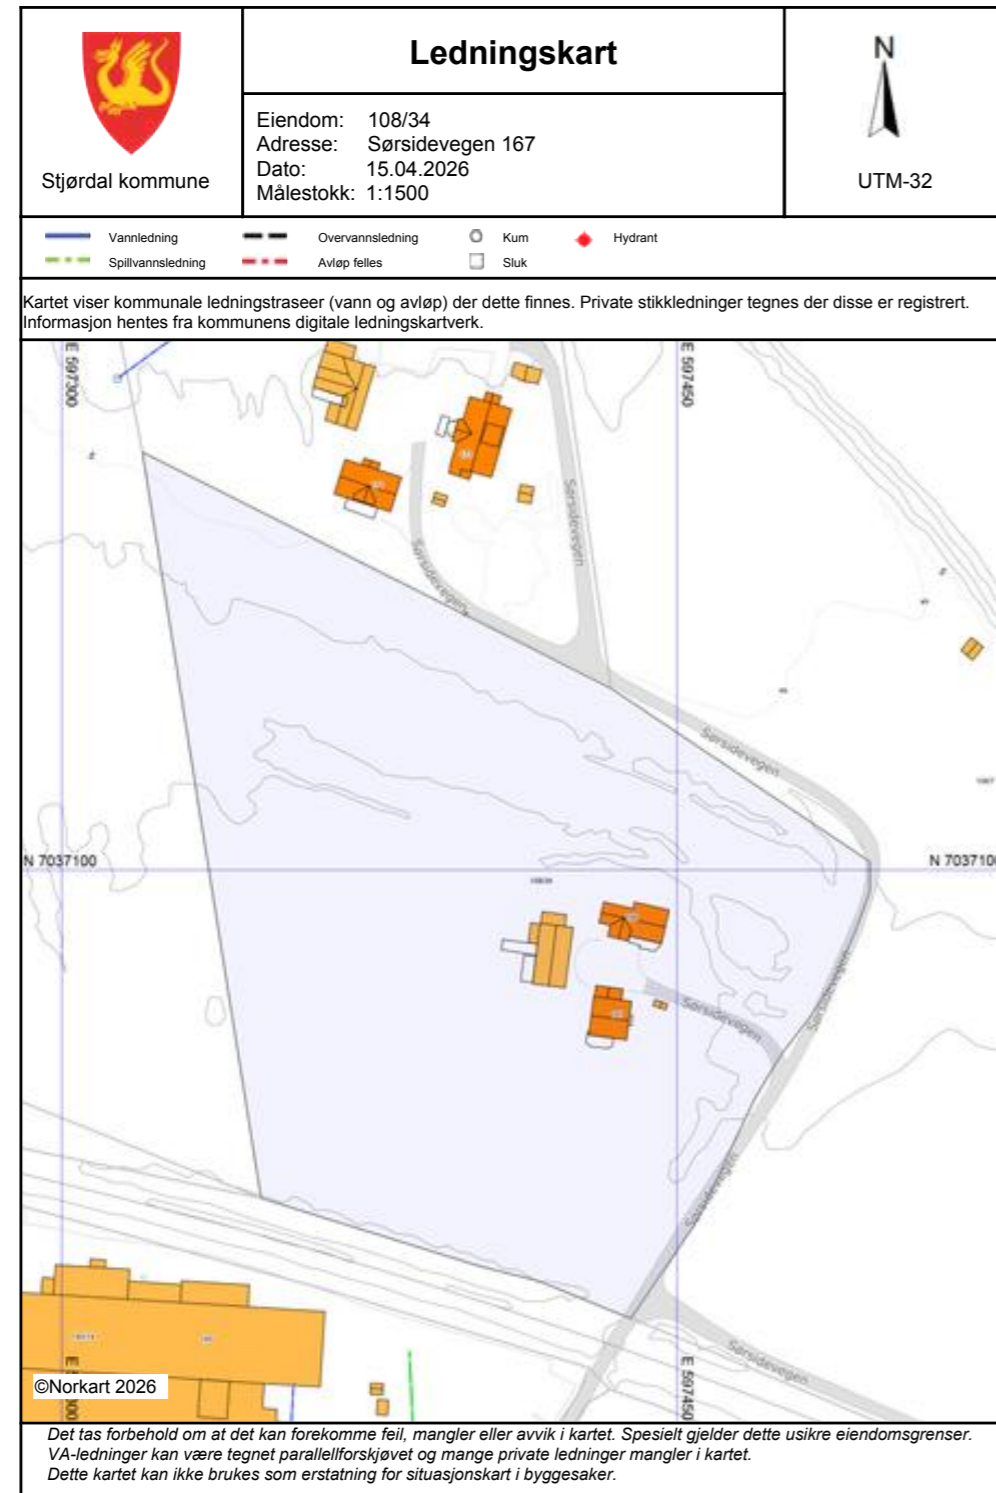 Ledningskart
N
Eiendom: 108/34
Adresse: Sørsidevegen 167
Dato: 15.04.2026
Målestokk: 1:1500
Stjørdal kommune
UTM-32
Vannledning
Overvannsledning
Kum
Hydrant
Spillvannsledning
Avløp felles
Sluk
Kartet viser kommunale ledningstraseer (vann og avløp) der dette finnes. Private stikkledninger tegnes der disse er registrert.
Informasjon hentes fra kommunens digitale ledningskartverk.
E 597300
E 597450
Sørsidevegen
Sørsidevegen
Sørsidevegen
N 7037100
N 7037100
Sørsidevegen
Sørsidevegen
Sørsidevegen
Sørsidevegen
E 597450
©Norkart 2026
Det tas forbehold om at det kan forekomme feil, mangler eller avvik i kartet. Spesielt gjelder dette usikre eiendomsgrenser.
VA-ledninger kan være tegnet parallellforskjøvet og mange private ledninger mangler i kartet.
Dette kartet kan ikke brukes som erstatning for situasjonskart i byggesaker.